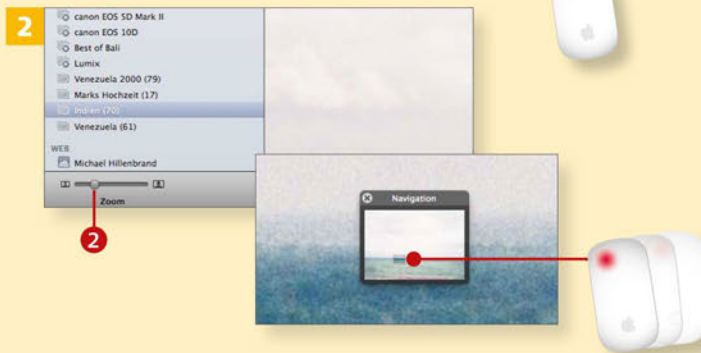 2
canon EOS 5D Mark II
canon EOS 10D
Best of Bali
Lumix
Venezuela 2000 (79)
Marks Hochzeit (17)
Indien (70)
Venezuela (61)
WEB
Michael Hillenbrand
Zoom
2
Navigation